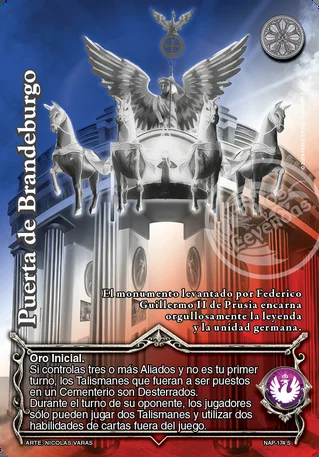 Puerta de Brandeburgo
El monumento levantado por Federico
Guillermo II de Prusia encarna
orgullosamente la leyenda
y la unidad germana.
Oro Inicial.
Si controlas tres o más Aliados y no es tu primer
turno, los Talismanes que fueran a ser puestos
en un Cementerio son Desterrados.
Durante el turno de su oponente, los jugadores
sólo pueden jugar dos Talismanes y utilizar dos
habilidades de cartas fuera del juego.
ARTE: NICOLAS VARAS
NAP-174 S